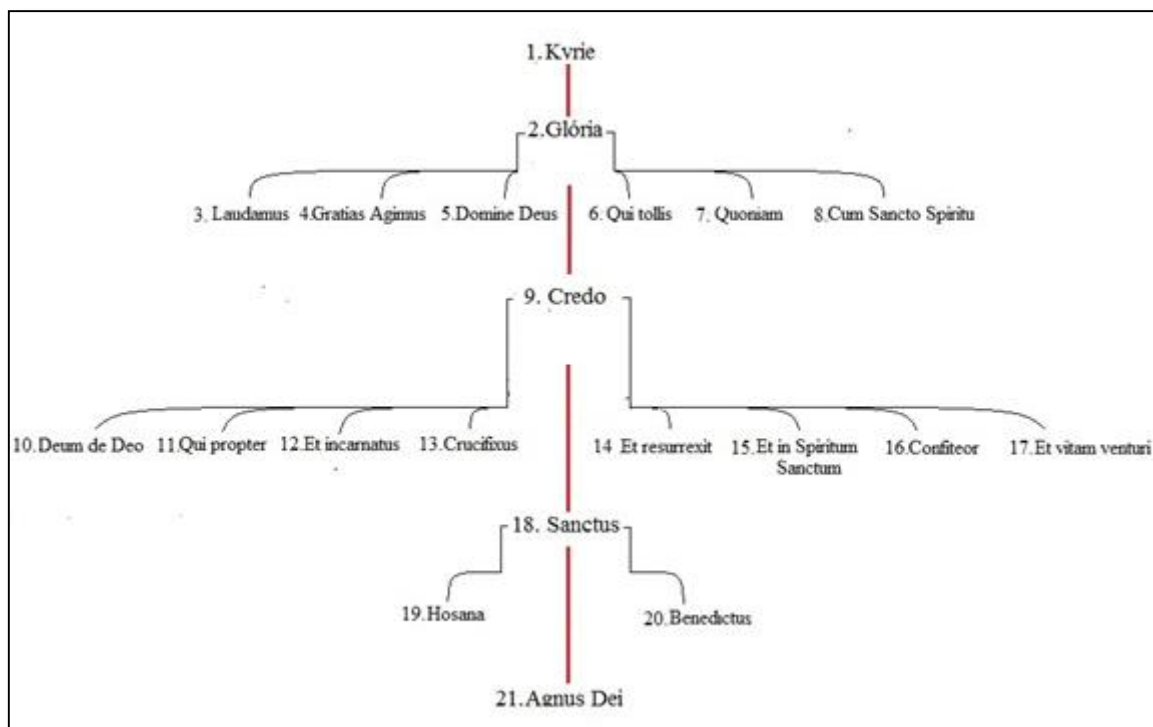 1. Kyrie
2. Glória
3. Laudamus
4. Gratias Agimus
5. Domine Deus
6. Qui tollis
7. Quoniam
8. Cum Sancto Spiritu
9. Credo
10. Deum de Deo
11. Qui propter
12. Et incarnatus
13. Crucifixus
14 Et resurrexit
15. Et in Spiritum
Sanctum
16. Confiteor
17. Et vitam venturi
18. Sanctus
19. Hosana
20. Benedictus
21. Agnus Dei